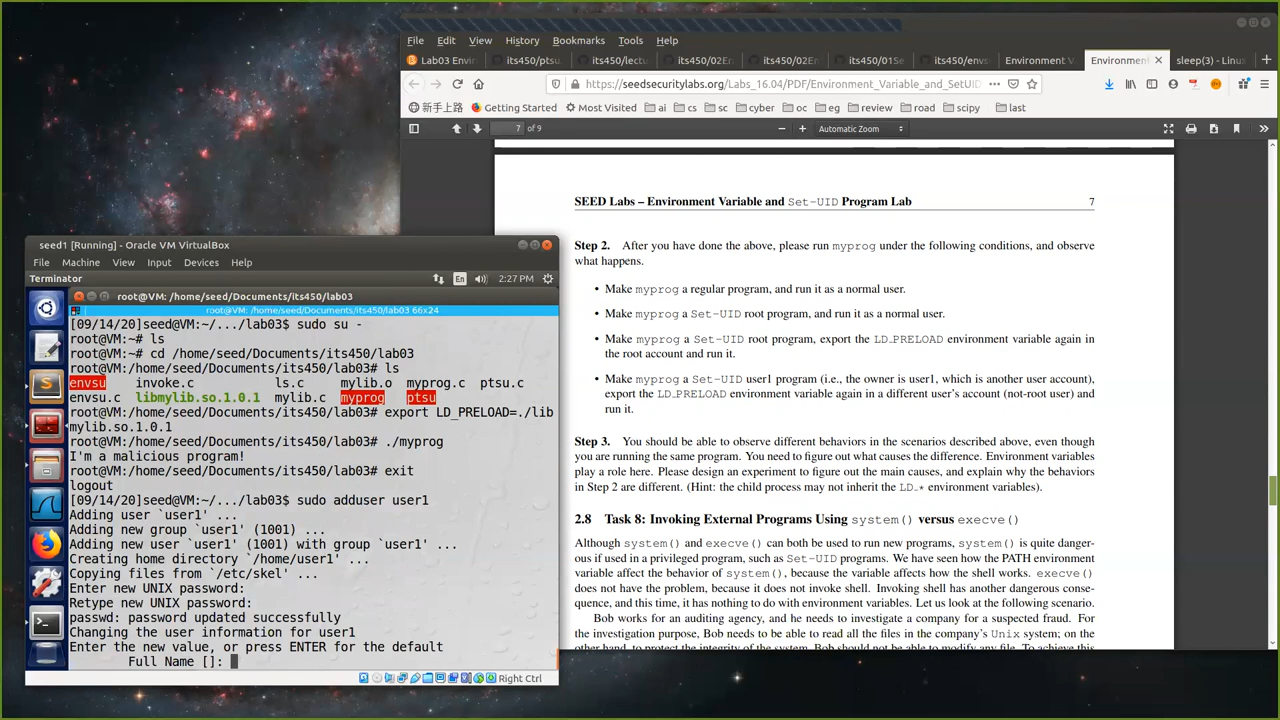 File Edit View History Bookmarks Tools Help
Lab03 Envir
its450/ptsu.
its450/lectu
its450/02En
its450/02En
its450/01Se
its450/envs
Environment V
Environment
sleep(3) - Linux
https://seedsecuritylabs.org/Labs_16.04/PDF/Environment_Variable_and_SetUID
新手上路 Getting Started Most Visited ai cs sc cyber oc eg review road scipy last
7 of 9
Automatic Zoom
SEED Labs – Environment Variable and Set-UID Program Lab 7
Step 2. After you have done the above, please run myprog under the following conditions, and observe
what happens.
• Make myprog a regular program, and run it as a normal user.
• Make myprog a Set-UID root program, and run it as a normal user.
• Make myprog a Set-UID root program, export the LD_PRELOAD environment variable again in
the root account and run it.
• Make myprog a Set-UID user1 program (i.e., the owner is user1, which is another user account),
export the LD_PRELOAD environment variable again in a different user's account (not-root user) and
run it.
Step 3. You should be able to observe different behaviors in the scenarios described above, even though
you are running the same program. You need to figure out what causes the difference. Environment variables
play a role here. Please design an experiment to figure out the main causes, and explain why the behaviors
in Step 2 are different. (Hint: the child process may not inherit the LD_* environment variables).
2.8 Task 8: Invoking External Programs Using system() versus execve()
Although system() and execve() can both be used to run new programs, system() is quite danger-
ous if used in a privileged program, such as Set-UID programs. We have seen how the PATH environment
variable affect the behavior of system(), because the variable affects how the shell works. execve()
does not have the problem, because it does not invoke shell. Invoking shell has another dangerous conse-
quence, and this time, it has nothing to do with environment variables. Let us look at the following scenario.
Bob works for an auditing agency, and he needs to investigate a company for a suspected fraud. For
the investigation purpose, Bob needs to be able to read all the files in the company's Unix system; on the
other hand, to protect the integrity of the system, Bob should not be able to modify any file. To achieve this
seed1 [Running] - Oracle VM VirtualBox
File Machine View Input Devices Help
Terminator En 2:27 PM
root@VM: /home/seed/Documents/its450/lab03
root@VM: /home/seed/Documents/its450/lab03 66x24
[09/14/20]seed@VM:~/.../lab03$ sudo su -
root@VM:~# ls
root@VM:~# cd /home/seed/Documents/its450/lab03
root@VM:/home/seed/Documents/its450/lab03# ls
envsu invoke.c ls.c mylib.o myprog.c ptsu.c
envsu.c libmylib.so.1.0.1 mylib.c myprog ptsu
root@VM:/home/seed/Documents/its450/lab03# export LD_PRELOAD=./lib
mylib.so.1.0.1
root@VM:/home/seed/Documents/its450/lab03# ./myprog
I'm a malicious program!
root@VM:/home/seed/Documents/its450/lab03# exit
logout
[09/14/20]seed@VM:~/.../lab03$ sudo adduser user1
Adding user `user1' ...
Adding new group `user1' (1001) ...
Adding new user `user1' (1001) with group `user1' ...
Creating home directory `/home/user1' ...
Copying files from `/etc/skel' ...
Enter new UNIX password:
Retype new UNIX password:
passwd: password updated successfully
Changing the user information for user1
Enter the new value, or press ENTER for the default
Full Name []:
Right Ctrl